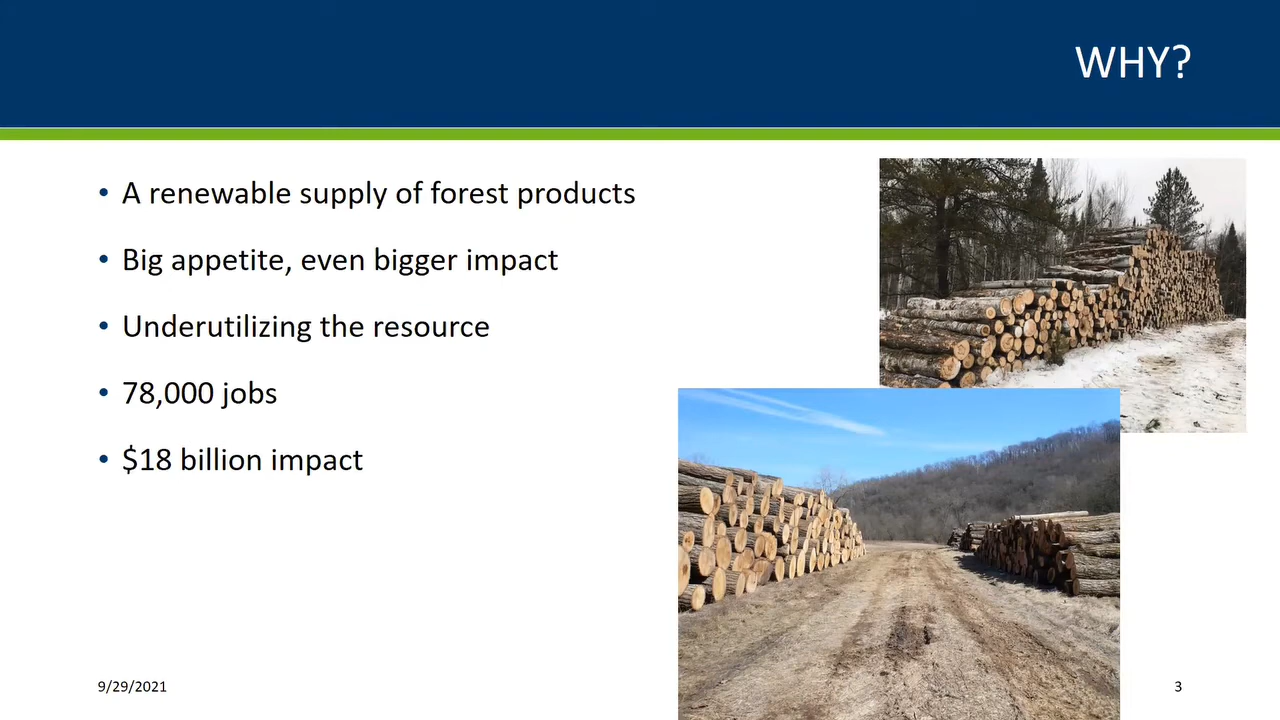 WHY?
• A renewable supply of forest products
• Big appetite, even bigger impact
• Underutilizing the resource
• 78,000 jobs
• $18 billion impact
9/29/2021
3